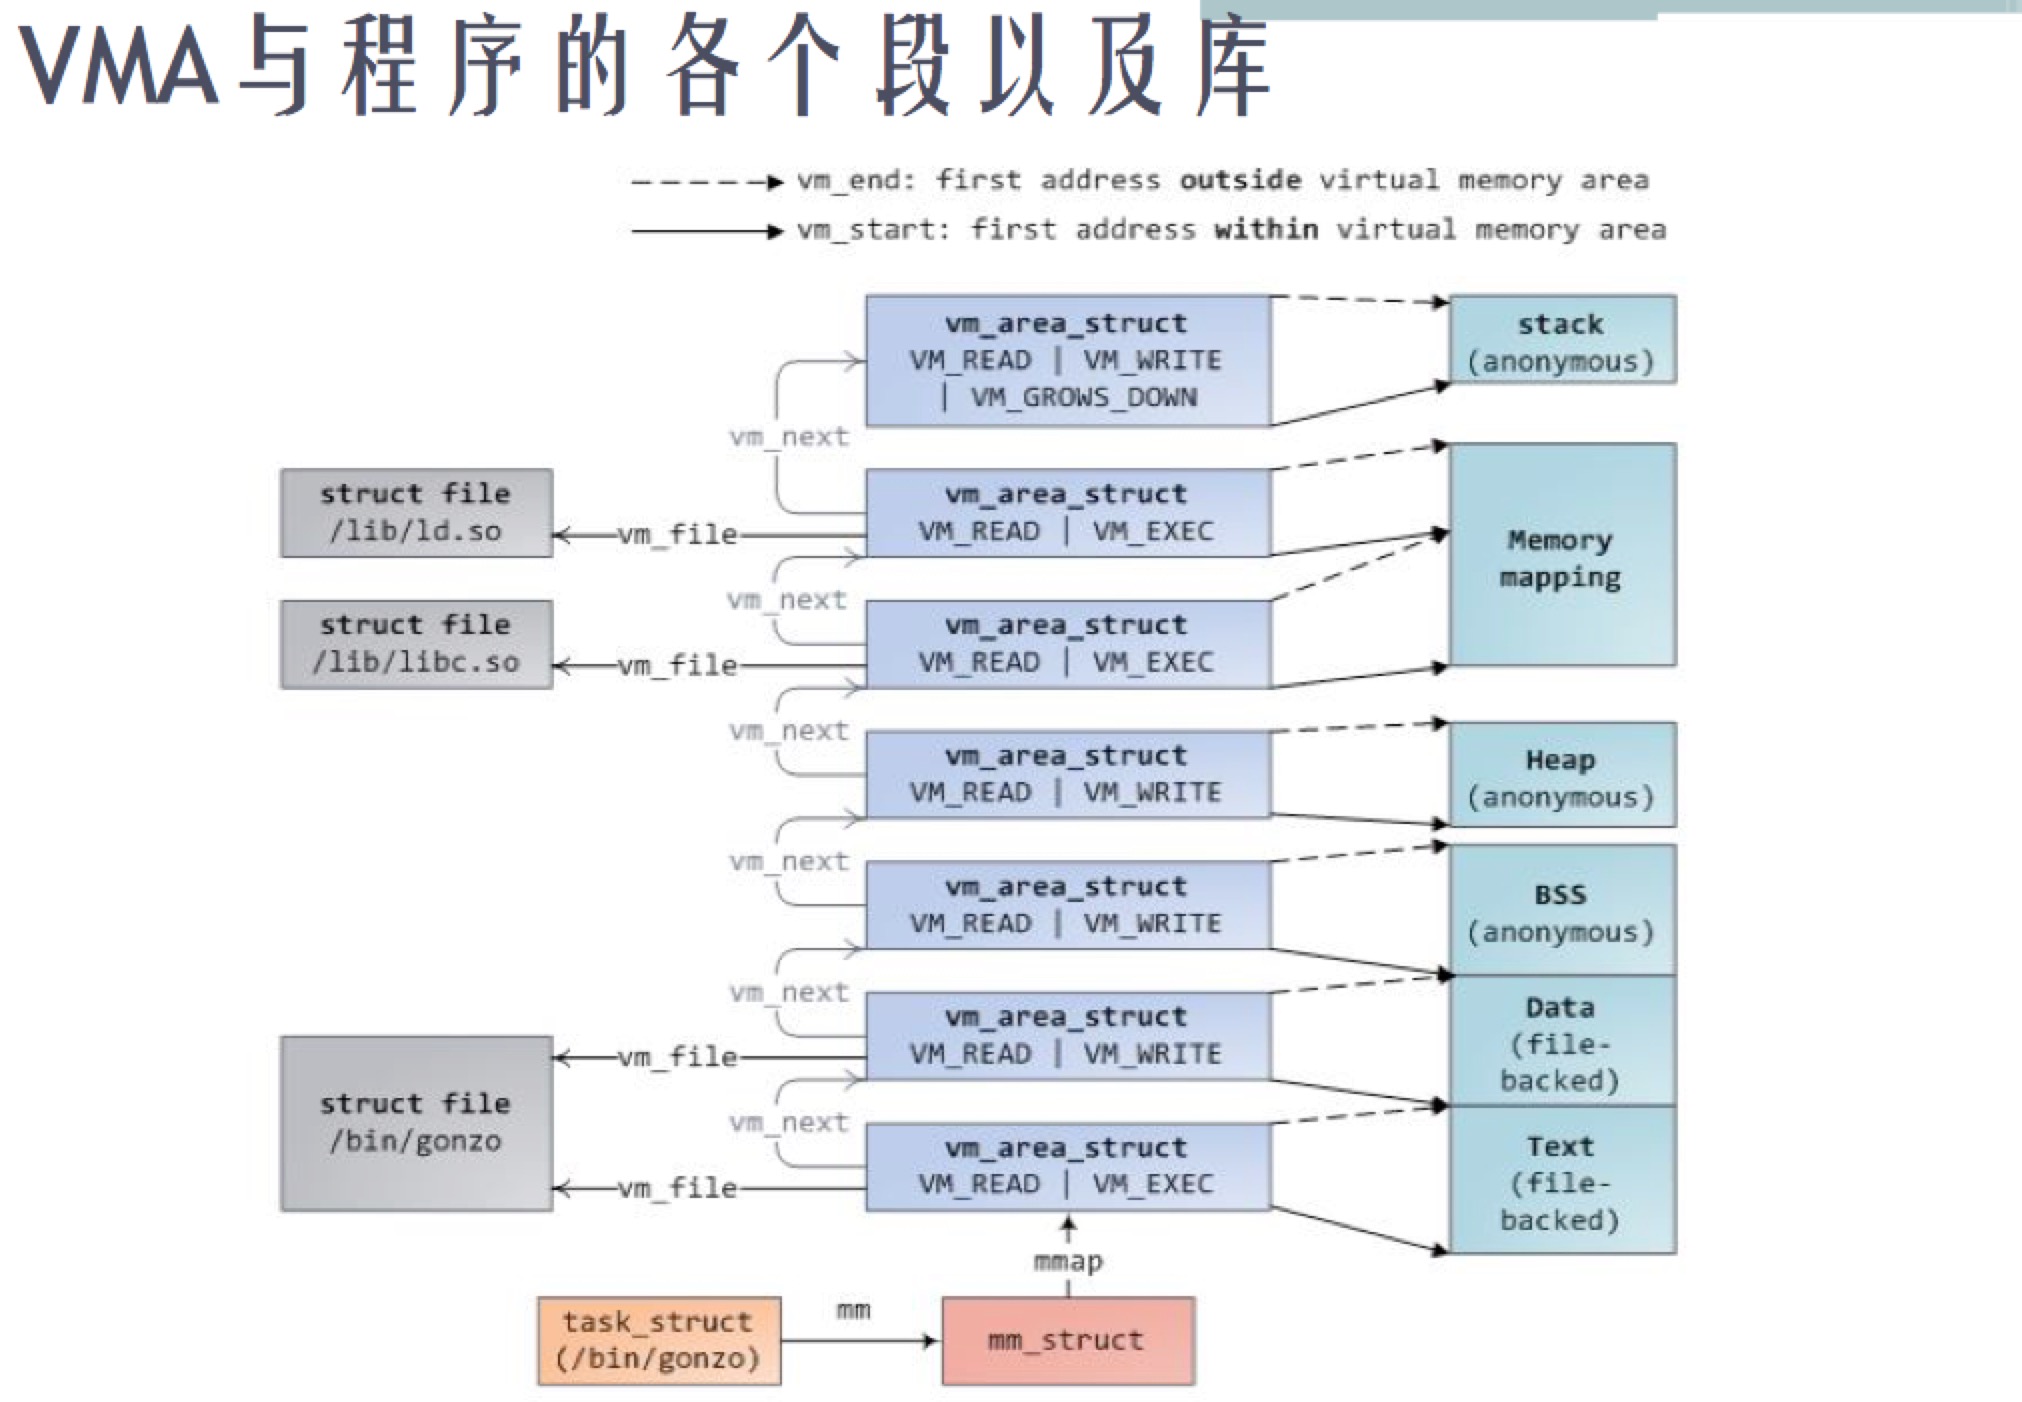 VMA与程序的各个段以及库
vm_end: first address outside virtual memory area
vm_start: first address within virtual memory area
vm_area_struct
VM_READ | VM_WRITE
| VM_GROWS_DOWN
stack
(anonymous)
vm_next
struct file
/lib/ld.so
vm_file
vm_area_struct
VM_READ | VM_EXEC
Memory
mapping
vm_next
struct file
/lib/libc.so
vm_file
vm_area_struct
VM_READ | VM_EXEC
vm_next
vm_area_struct
VM_READ | VM_WRITE
Heap
(anonymous)
vm_next
vm_area_struct
VM_READ | VM_WRITE
BSS
(anonymous)
vm_next
vm_file
vm_area_struct
VM_READ | VM_WRITE
Data
(file-
backed)
struct file
/bin/gonzo
vm_next
vm_file
vm_area_struct
VM_READ | VM_EXEC
Text
(file-
backed)
mmap
task_struct
(/bin/gonzo)
mm
mm_struct